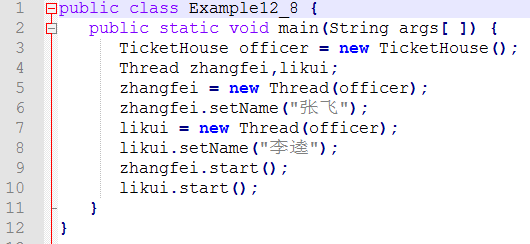 1 public class Example12_8 {
2 public static void main(String args[ ]) {
3 TicketHouse officer = new TicketHouse();
4 Thread zhangfei,likui;
5 zhangfei = new Thread(officer);
6 zhangfei.setName("张飞");
7 likui = new Thread(officer);
8 likui.setName("李逵");
9 zhangfei.start();
10 likui.start();
11 }
12 }